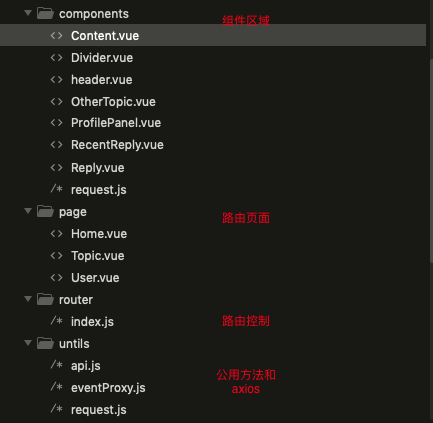 components
组件区域
Content.vue
Divider.vue
header.vue
OtherTopic.vue
ProfilePanel.vue
RecentReply.vue
Reply.vue
/* request.js
page
路由页面
Home.vue
Topic.vue
User.vue
router
/* index.js
路由控制
untils
/* api.js
公用方法和
axios
/* eventProxy.js
/* request.js